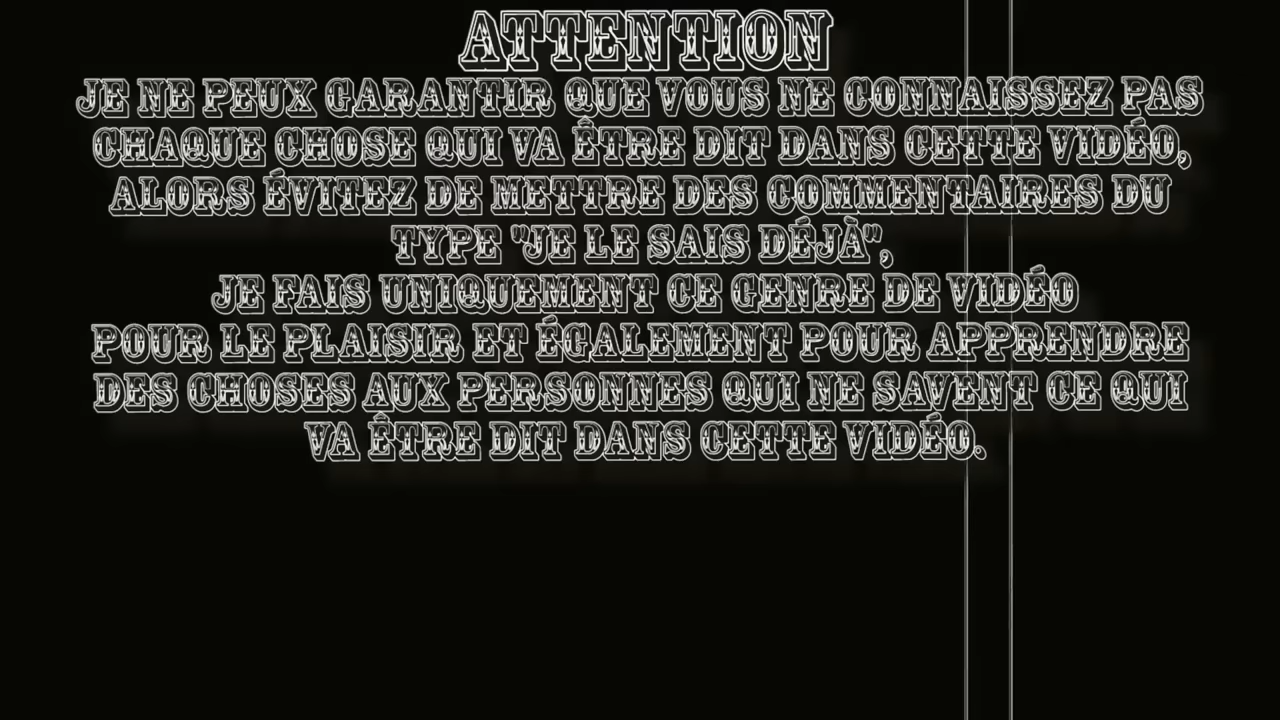 ATTENTION
JE NE PEUX GARANTIR QUE VOUS NE CONNAISSEZ PAS
CHAQUE CHOSE QUI VA ÊTRE DIT DANS CETTE VIDÉO,
ALORS ÉVITEZ DE METTRE DES COMMENTAIRES DU
TYPE "JE LE SAIS DÉJÀ",
JE FAIS UNIQUEMENT CE GENRE DE VIDÉO
POUR LE PLAISIR ET ÉGALEMENT POUR APPRENDRE
DES CHOSES AUX PERSONNES QUI NE SAVENT CE QUI
VA ÊTRE DIT DANS CETTE VIDÉO.